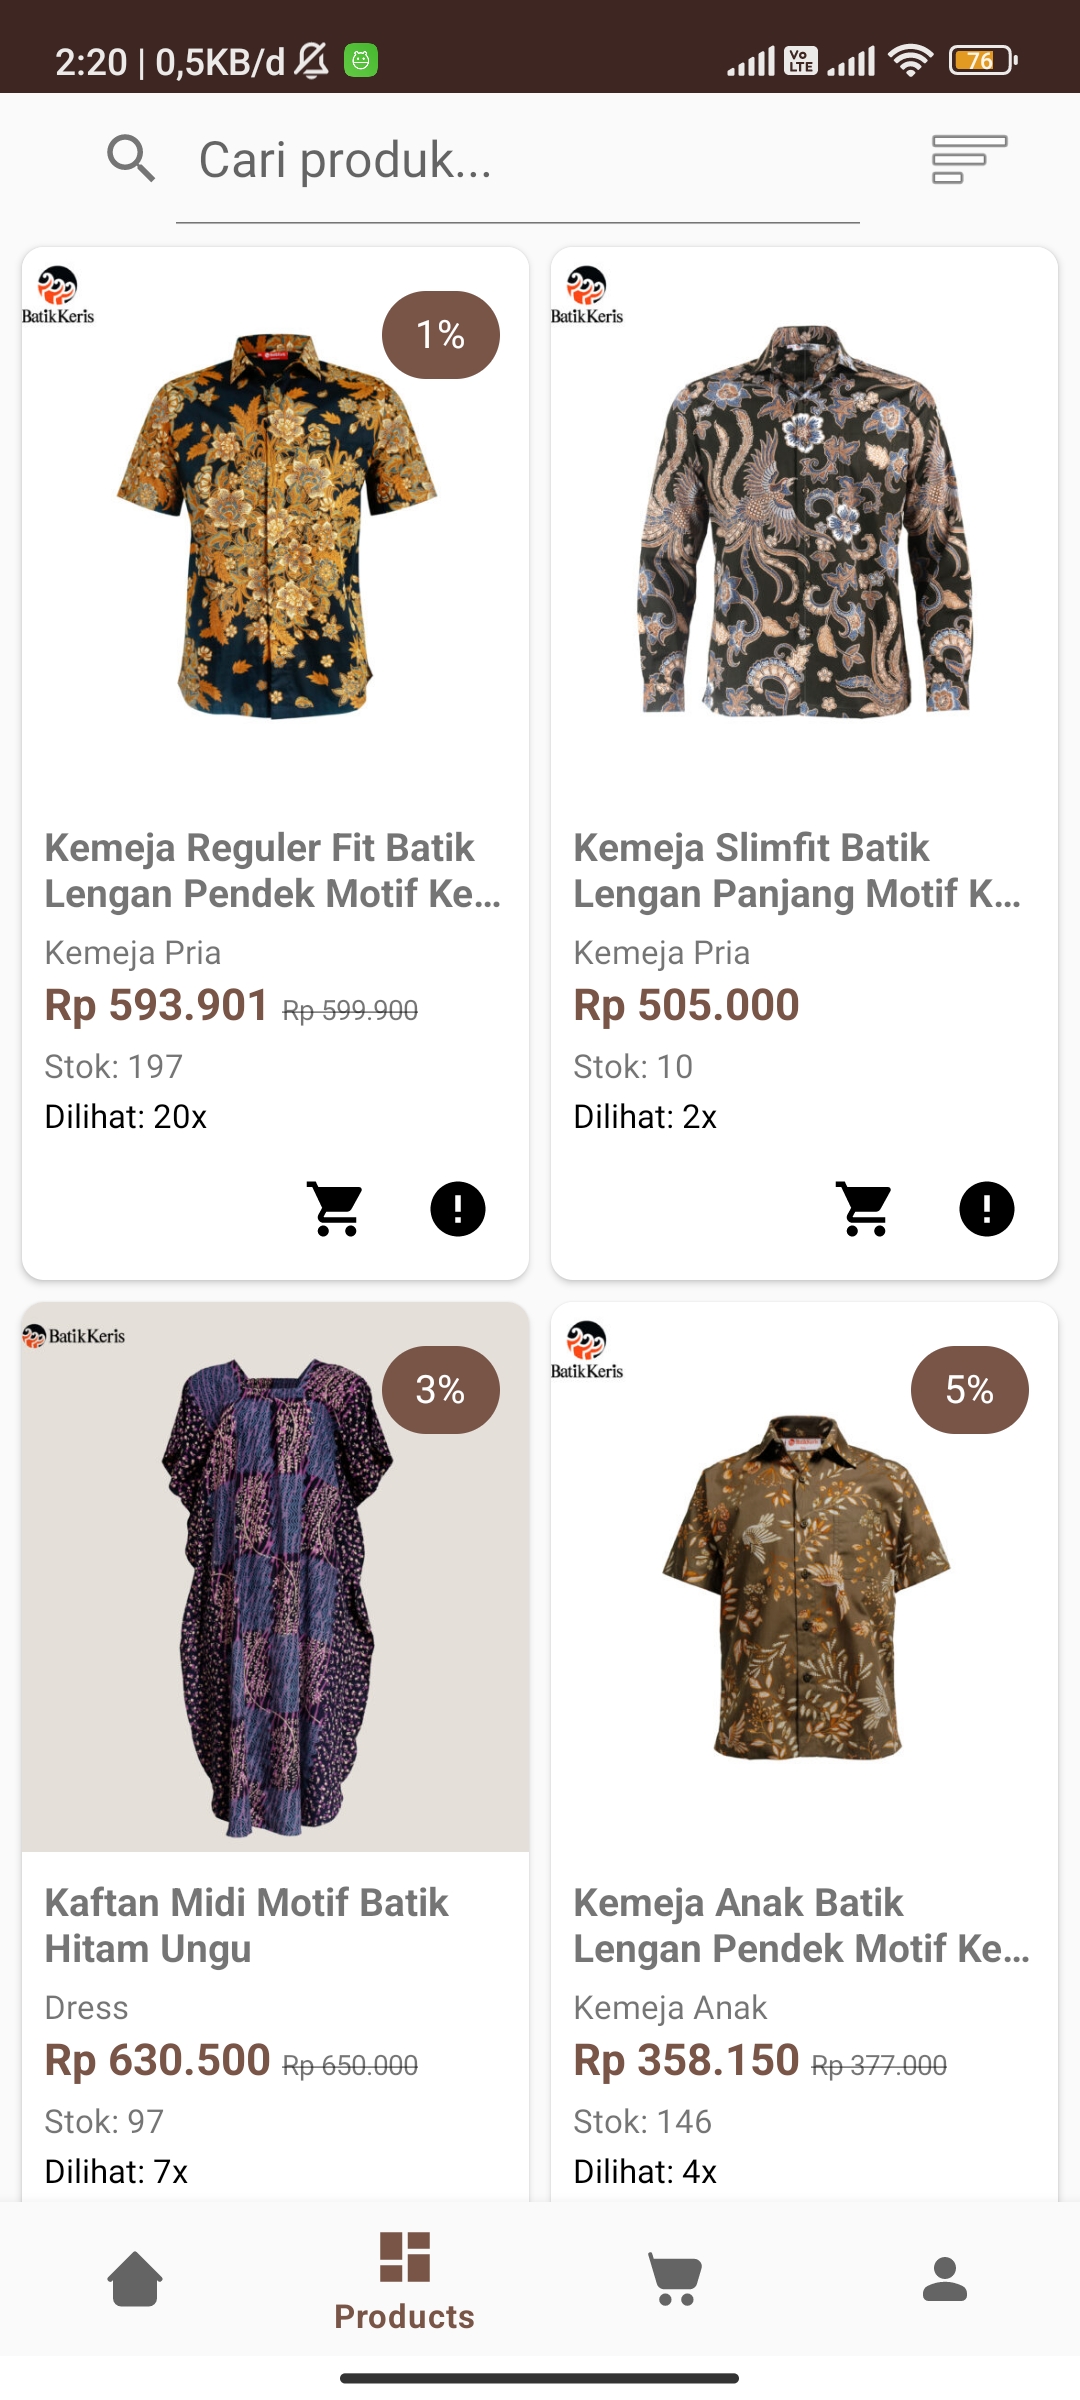 2:20 | 0,5KB/d
Vo
LTE
76
Cari produk...
BatikKeris
1%
Kemeja Reguler Fit Batik
Lengan Pendek Motif Ke...
Kemeja Pria
Rp 593.901 Rp 599.900
Stok: 197
Dilihat: 20x
BatikKeris
Kemeja Slimfit Batik
Lengan Panjang Motif K...
Kemeja Pria
Rp 505.000
Stok: 10
Dilihat: 2x
BatikKeris
3%
Kaftan Midi Motif Batik
Hitam Ungu
Dress
Rp 630.500 Rp 650.000
Stok: 97
Dilihat: 7x
BatikKeris
5%
Kemeja Anak Batik
Lengan Pendek Motif Ke...
Kemeja Anak
Rp 358.150 Rp 377.000
Stok: 146
Dilihat: 4x
Products